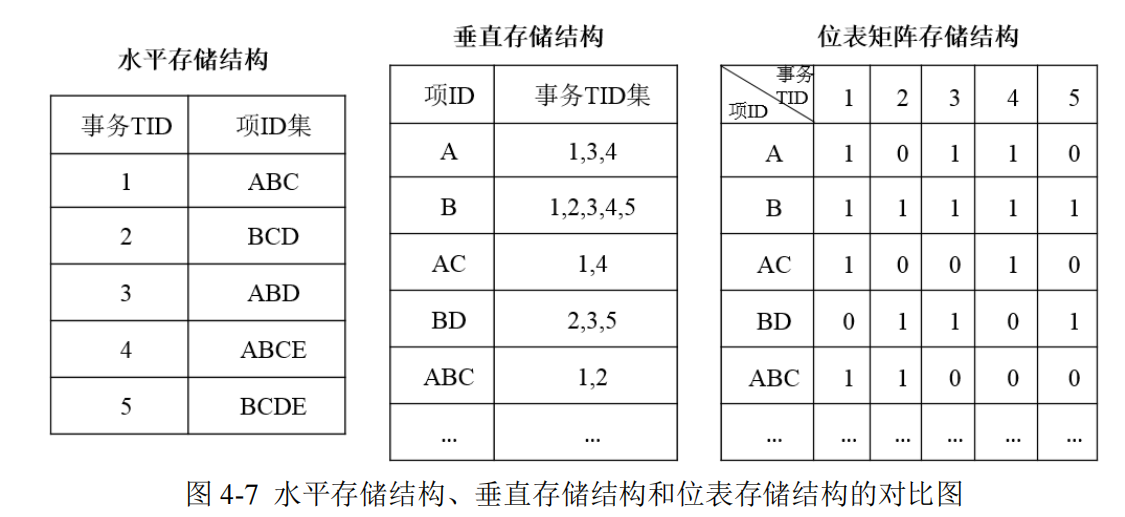 水平存储结构
事务TID 项ID集
1 ABC
2 BCD
3 ABD
4 ABCE
5 BCDE
垂直存储结构
项ID 事务TID集
A 1,3,4
B 1,2,3,4,5
AC 1,4
BD 2,3,5
ABC 1,2
... ...
位表矩阵存储结构
事务
TID
项ID
1 2 3 4 5
A 1 0 1 1 0
B 1 1 1 1 1
AC 1 0 0 1 0
BD 0 1 1 0 1
ABC 1 1 0 0 0
... ... ... ... ... ...
图 4-7 水平存储结构、垂直存储结构和位表存储结构的对比图